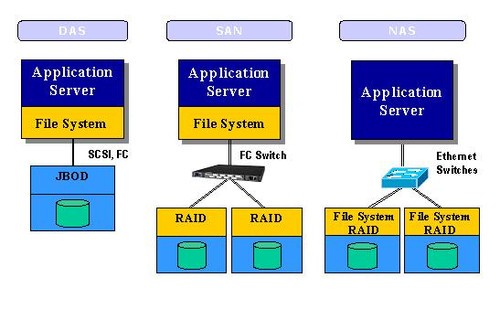 DAS
SAN
NAS
Application
Server
File System
SCSI, FC
JBOD
Application
Server
File System
FC Switch
RAID
RAID
Application
Server
Ethernet
Switches
File System
RAID
File System
RAID